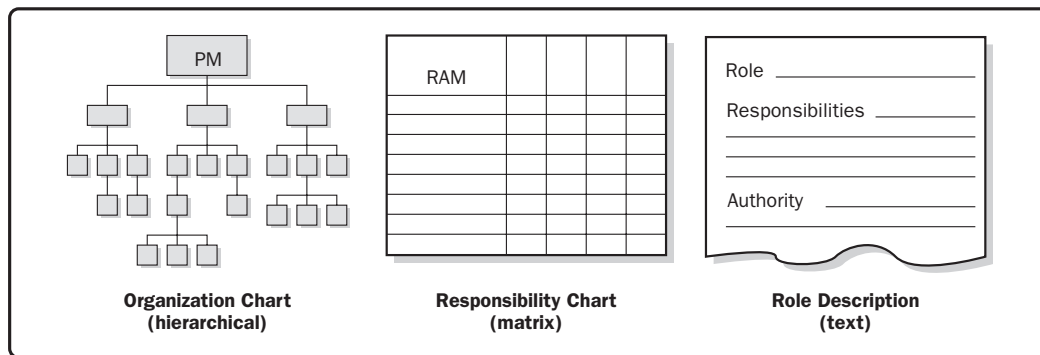 PM
RAM
Role
Responsibilities
Authority
Organization Chart
(hierarchical)
Responsibility Chart
(matrix)
Role Description
(text)